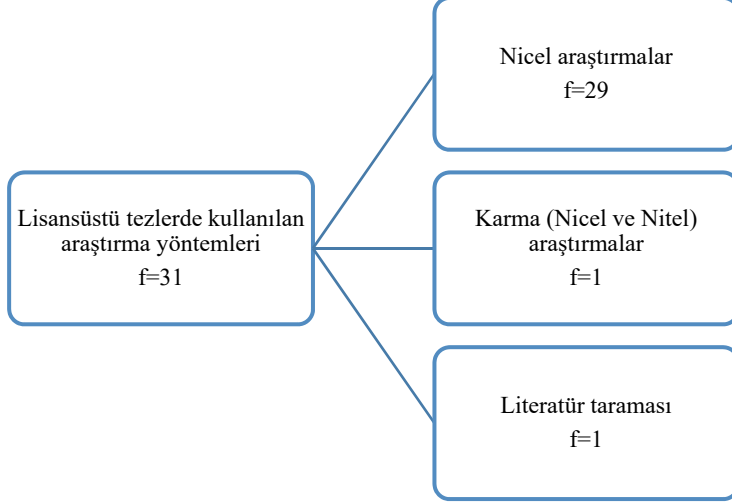 Lisansüstü tezlerde kullanılan
araştırma yöntemleri
f=31
Nicel araştırmalar
f=29
Karma (Nicel ve Nitel)
araştırmalar
f=1
Literatür taraması
f=1